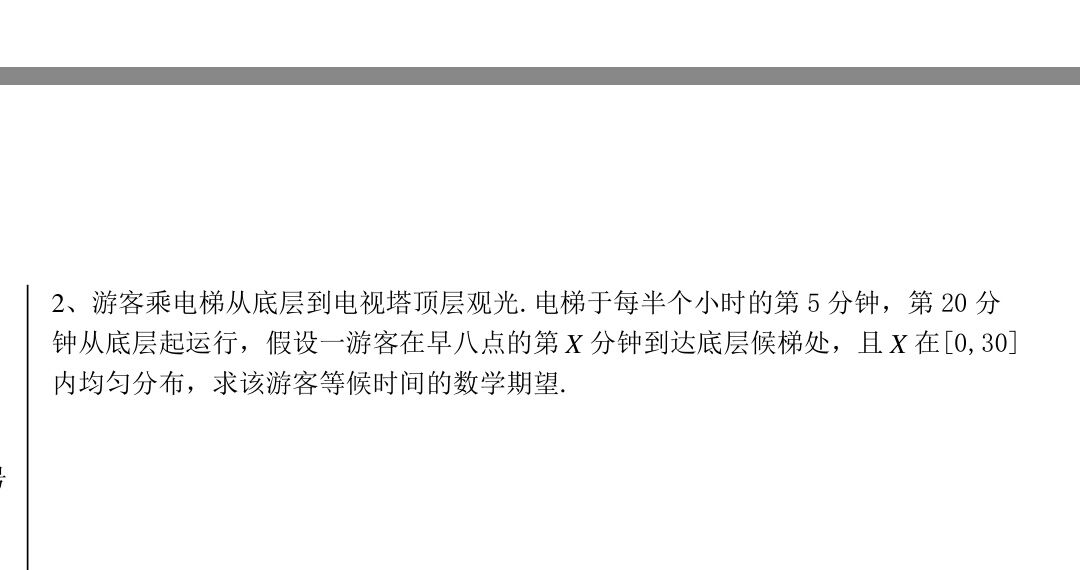 2、游客乘电梯从底层到电视塔顶层观光.电梯于每半个小时的第 5 分钟，第 20 分
钟从底层起运行，假设一游客在早八点的第 X 分钟到达底层候梯处，且 X 在[0,30]
内均匀分布，求该游客等候时间的数学期望.